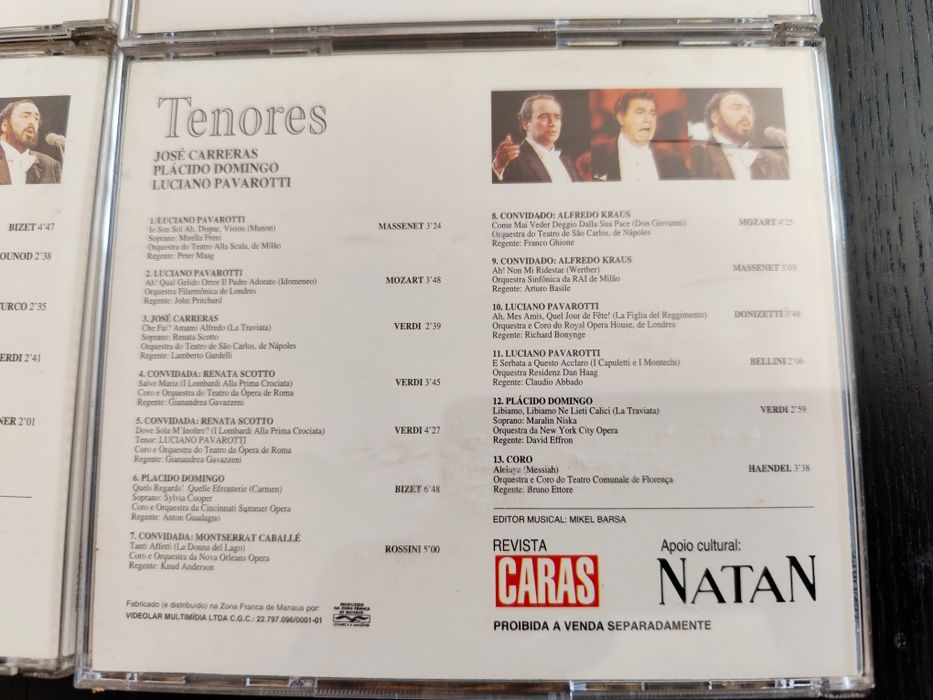 BIZET 4'47
OUNOD 2'38
TURCO 2'35
ERDI 2'41
NER 2'01
Tenores
JOSÉ CARRERAS
PLÁCIDO DOMINGO
LUCIANO PAVAROTTI
1. LUCIANO PAVAROTTI
Io Son Sol Ah, Dispar, Vision (Manon)
MASSENET 3'24
Soprano: Mirella Freni
Orquestra do Teatro Alla Scala, de Milão
Regente: Peter Maag
2. LUCIANO PAVAROTTI
Ah! Qual Gelido Orror Il Padre Adorato (Idomeneo)
MOZART 3'48
Orquestra Filarmônica de Londres
Regente: John Pritchard
3. JOSÉ CARRERAS
Che Fai? Amami Alfredo (La Traviata)
VERDI 2'39
Soprano: Renata Scotto
Orquestra do Teatro de São Carlos, de Nápoles
Regente: Lamberto Gardelli
4. CONVIDADA: RENATA SCOTTO
Salve Maria (I Lombardi Alla Prima Crociata)
VERDI 3'45
Coro e Orquestra do Teatro da Ópera de Roma
Regente: Gianandrea Gavazzeni
5. CONVIDADA: RENATA SCOTTO
Dove Sola M'Inoltro? (I Lombardi Alla Prima Crociata)
VERDI 4'27
Tenor: LUCIANO PAVAROTTI
Coro e Orquestra do Teatro da Ópera de Roma
Regente: Gianandrea Gavazzeni
6. PLACIDO DOMINGO
Quels Regards! Quelle Efronterie (Carmen)
BIZET 6'48
Soprano: Sylvia Cooper
Coro e Orquestra da Cincinnati Summer Opera
Regente: Anton Guadagno
7. CONVIDADA: MONTSERRAT CABALLÉ
Tanti Affetti (La Donna del Lago)
ROSSINI 5'00
Coro e Orquestra da Nova Orleans Opera
Regente: Knud Anderson
Fabricado (e distribuído) na Zona Franca de Manaus por:
VIDEOLAR MULTIMÍDIA LTDA C.G.C.: 22.797.096/0001-01
PRODUZIDO
NA ZONA FRANCA
DE MANAUS
CONHEÇA A AMAZÔNIA
8. CONVIDADO: ALFREDO KRAUS
Come Mai Veder Deggio Dalla Sua Pace (Don Giovanni)
MOZART 4'25
Orquestra do Teatro de São Carlos, de Nápoles
Regente: Franco Ghione
9. CONVIDADO: ALFREDO KRAUS
Ah! Non Mi Ridestar (Werther)
MASSENET 3'03
Orquestra Sinfônica da RAI de Milão
Regente: Arturo Basile
10. LUCIANO PAVAROTTI
Ah, Mes Amis, Quel Jour de Fête! (La Figlia del Reggimento)
DONIZETTI 3'48
Orquestra e Coro do Royal Opera House, de Londres
Regente: Richard Bonynge
11. LUCIANO PAVAROTTI
E Serbata a Questo Acclaro (I Capuletti e I Montechi)
BELLINI 2'06
Orquestra Residenz Dan Haag
Regente: Claudio Abbado
12. PLÁCIDO DOMINGO
Libiamo, Libiamo Ne Lieti Calici (La Traviata)
VERDI 2'59
Soprano: Maralin Niska
Orquestra da New York City Opera
Regente: David Effron
13. CORO
Aleluya (Messiah)
HAENDEL 3'38
Orquestra e Coro do Teatro Comunale de Florença
Regente: Bruno Ettore
EDITOR MUSICAL: MIKEL BARSA
REVISTA
CARAS
Apoio cultural:
NATAN
PROIBIDA A VENDA SEPARADAMENTE